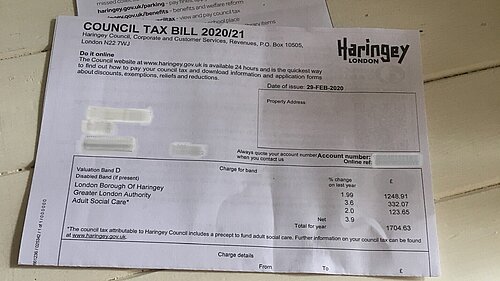 haringey.gov.uk/parking - pay fines and
haringey.gov.uk/benefits - benefits and welfare reform
view and pay council tax.
COUNCIL TAX BILL 2020/21
Haringey Council, Corporate and Customer Services, Revenues, P.O. Box 10505,
London N22 7WJ
Haringey
LONDON
Do it online
The Council website at www.haringey.gov.uk is available 24 hours and is the quickest way
to find out how to pay your council tax and download information and application forms
about discounts, exemptions, reliefs and reductions.
Date of issue: 29-FEB-2020
Property Address
Always quote your account number
when you contact us
Account number:
Online ref:
Valuation Band D
Disabled Band (if present)
Charge for band
% change
on last year
£
London Borough Of Haringey 1.99 1248.91
Greater London Authority 3.6 332.07
Adult Social Care* 2.0 123.65
Net 3.9
Total for year 1704.63
*The council tax attributable to Haringey Council includes a precept to fund adult social care. Further information on your council tax can be found
at www.haringey.gov.uk.
Charge details
From To £